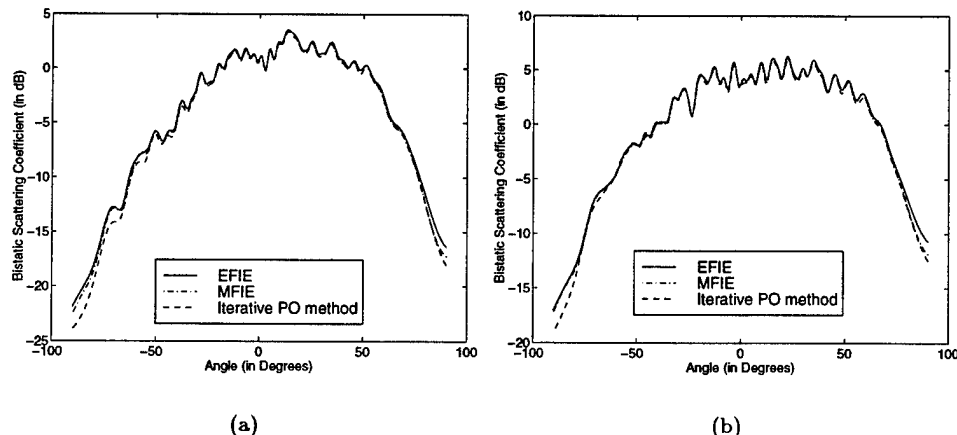 5
0
−5
−10
−15
−20
−25
−100
−50
0
50
100
Bistatic Scattering Coefficient (in dB)
Angle (in Degrees)
EFIE
MFIE
Iterative PO method
(a)
10
5
0
−5
−10
−15
−20
−100
−50
0
50
100
Bistatic Scattering Coefficient (in dB)
Angle (in Degrees)
EFIE
MFIE
Iterative PO method
(b)